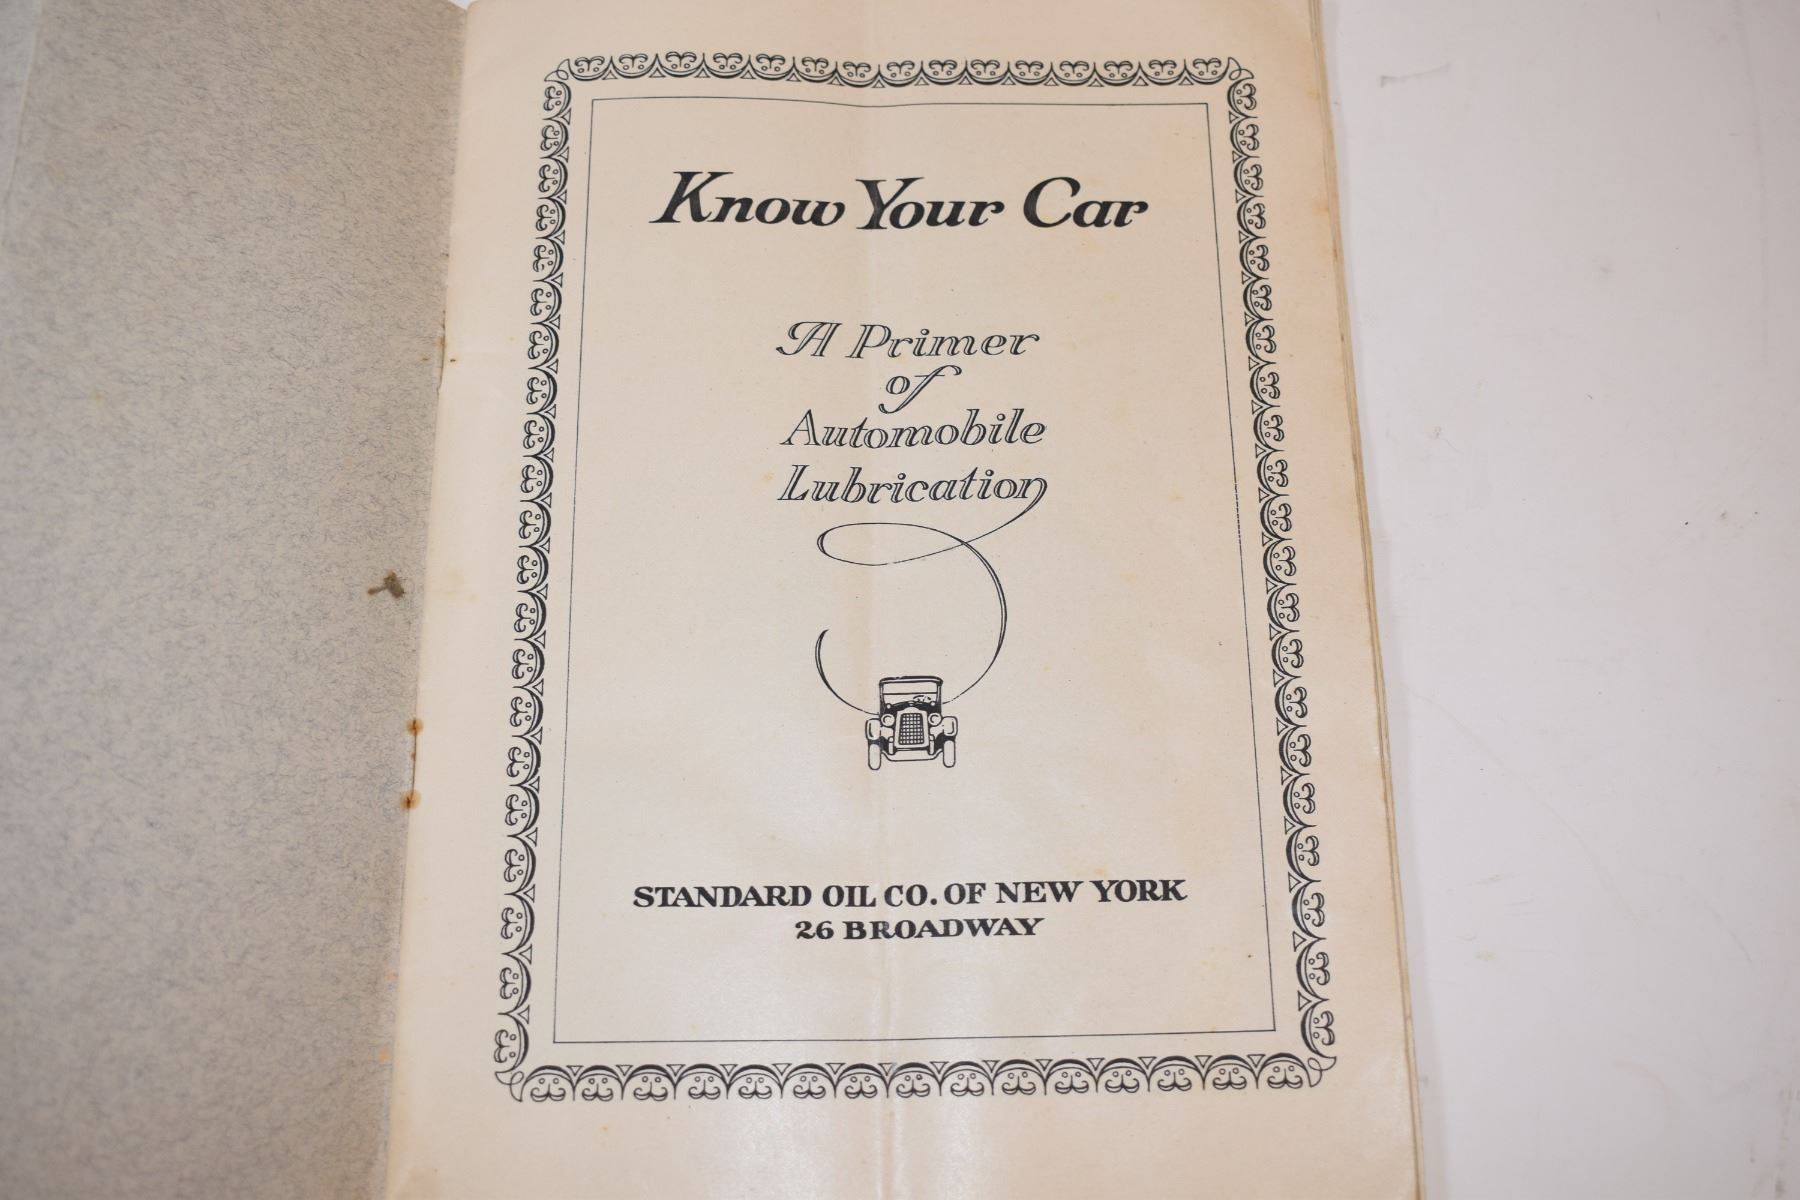 Know Your Car
A Primer
of
Automobile
Lubrication
STANDARD OIL CO. OF NEW YORK
26 BROADWAY